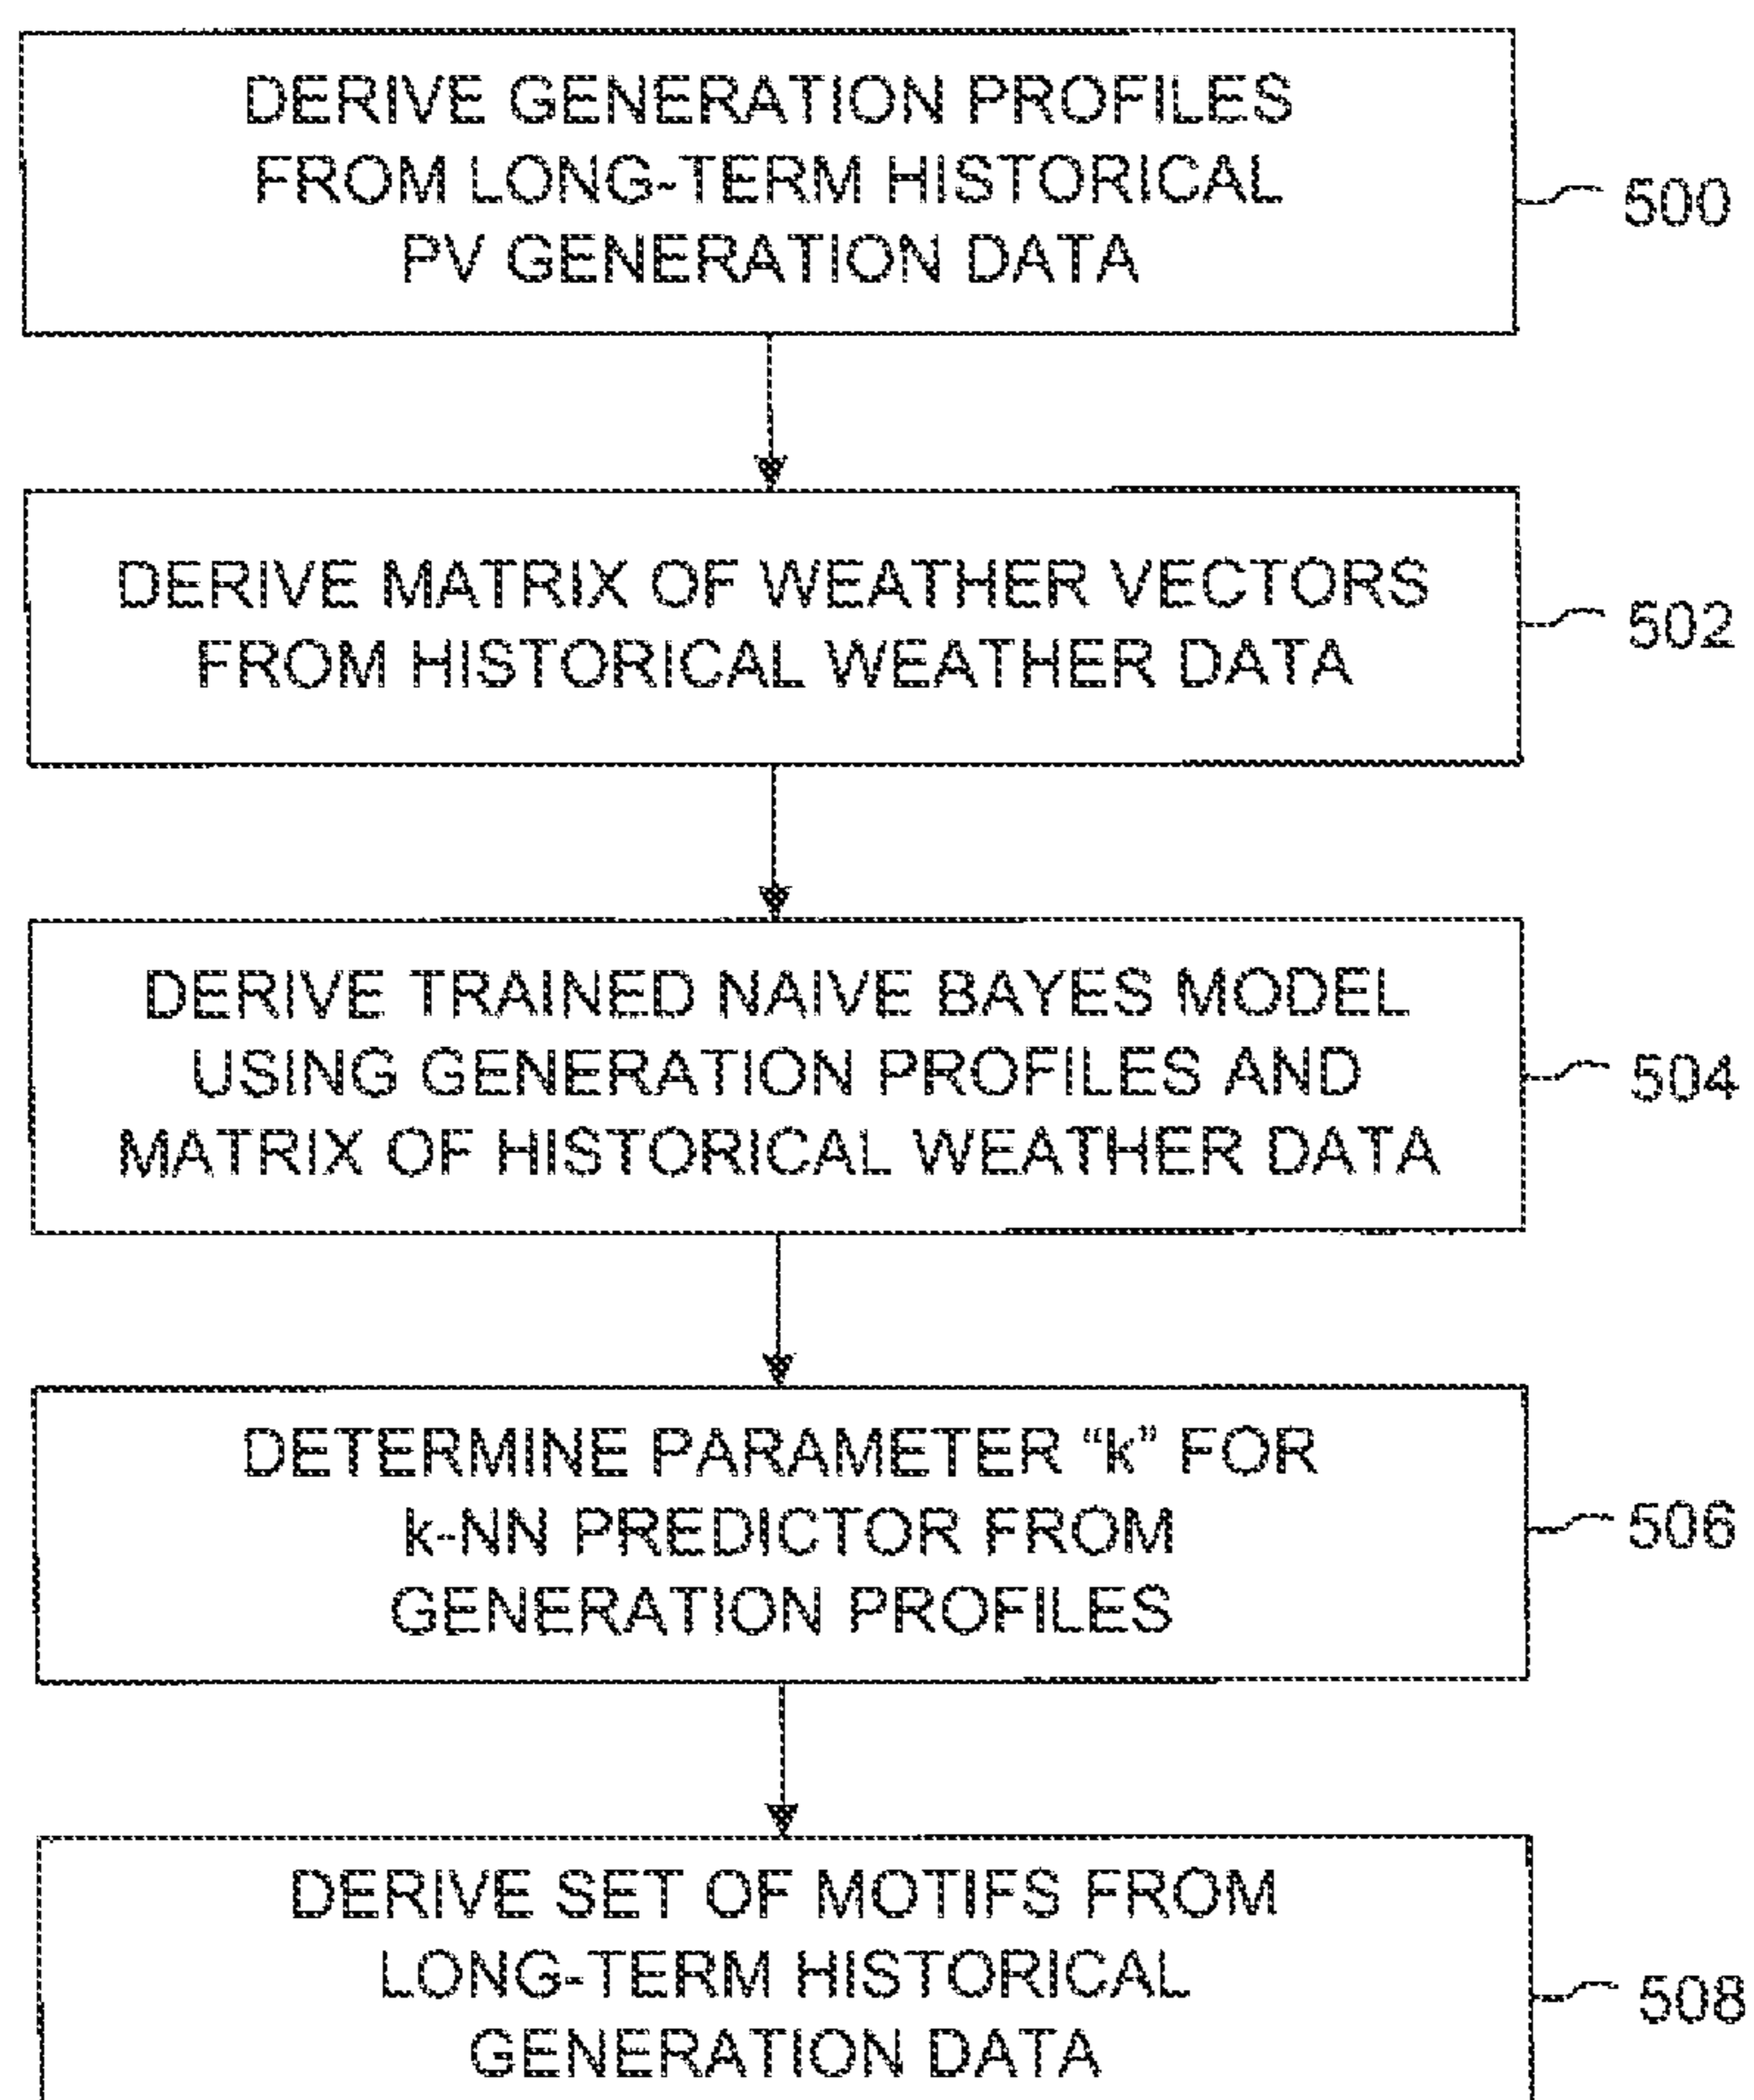 DERIVE GENERATION PROFILES
FROM LONG-TERM HISTORICAL
PV GENERATION DATA
500
DERIVE MATRIX OF WEATHER VECTORS
FROM HISTORICAL WEATHER DATA
502
DERIVE TRAINED NAIVE BAYES MODEL
USING GENERATION PROFILES AND
MATRIX OF HISTORICAL WEATHER DATA
504
DETERMINE PARAMETER “k” FOR
k-NN PREDICTOR FROM
GENERATION PROFILES
506
DERIVE SET OF MOTIFS FROM
LONG-TERM HISTORICAL
GENERATION DATA
508